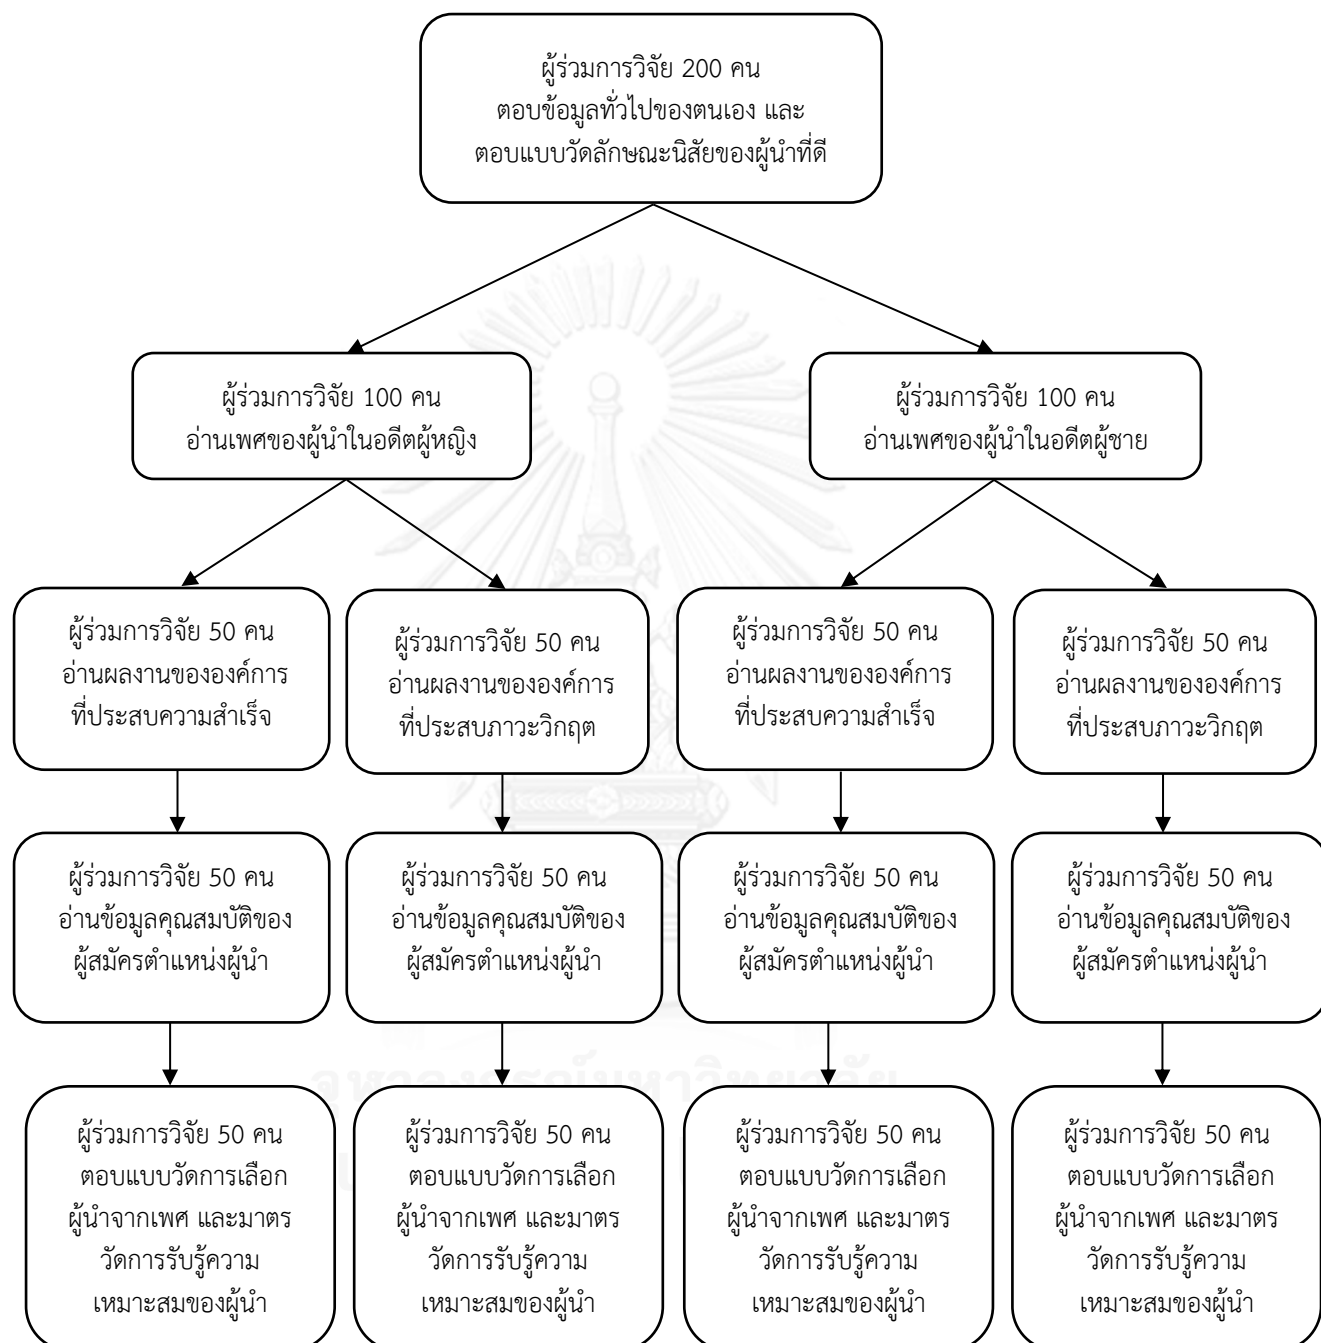 ผู้ร่วมการวิจัย 200 คน
ตอบข้อมูลทั่วไปของตนเอง และ
ตอบแบบวัดลักษณะนิสัยของผู้นำที่ดี
ผู้ร่วมการวิจัย 100 คน
อ่านเพศของผู้นำในอดีตผู้หญิง
ผู้ร่วมการวิจัย 100 คน
อ่านเพศของผู้นำในอดีตผู้ชาย
ผู้ร่วมการวิจัย 50 คน
อ่านผลงานขององค์การ
ที่ประสบความสำเร็จ
ผู้ร่วมการวิจัย 50 คน
อ่านผลงานขององค์การ
ที่ประสบภาวะวิกฤต
ผู้ร่วมการวิจัย 50 คน
อ่านผลงานขององค์การ
ที่ประสบความสำเร็จ
ผู้ร่วมการวิจัย 50 คน
อ่านผลงานขององค์การ
ที่ประสบภาวะวิกฤต
ผู้ร่วมการวิจัย 50 คน
อ่านข้อมูลคุณสมบัติของ
ผู้สมัครตำแหน่งผู้นำ
ผู้ร่วมการวิจัย 50 คน
อ่านข้อมูลคุณสมบัติของ
ผู้สมัครตำแหน่งผู้นำ
ผู้ร่วมการวิจัย 50 คน
อ่านข้อมูลคุณสมบัติของ
ผู้สมัครตำแหน่งผู้นำ
ผู้ร่วมการวิจัย 50 คน
อ่านข้อมูลคุณสมบัติของ
ผู้สมัครตำแหน่งผู้นำ
จุฬาลงกรณ์มหาวิทยาลัย
ผู้ร่วมการวิจัย 50 คน
ตอบแบบวัดการเลือก
ผู้นำจากเพศ และมาตร
วัดการรับรู้ความ
เหมาะสมของผู้นำ
ผู้ร่วมการวิจัย 50 คน
ตอบแบบวัดการเลือก
ผู้นำจากเพศ และมาตร
วัดการรับรู้ความ
เหมาะสมของผู้นำ
ผู้ร่วมการวิจัย 50 คน
ตอบแบบวัดการเลือก
ผู้นำจากเพศ และมาตร
วัดการรับรู้ความ
เหมาะสมของผู้นำ
ผู้ร่วมการวิจัย 50 คน
ตอบแบบวัดการเลือก
ผู้นำจากเพศ และมาตร
วัดการรับรู้ความ
เหมาะสมของผู้นำ